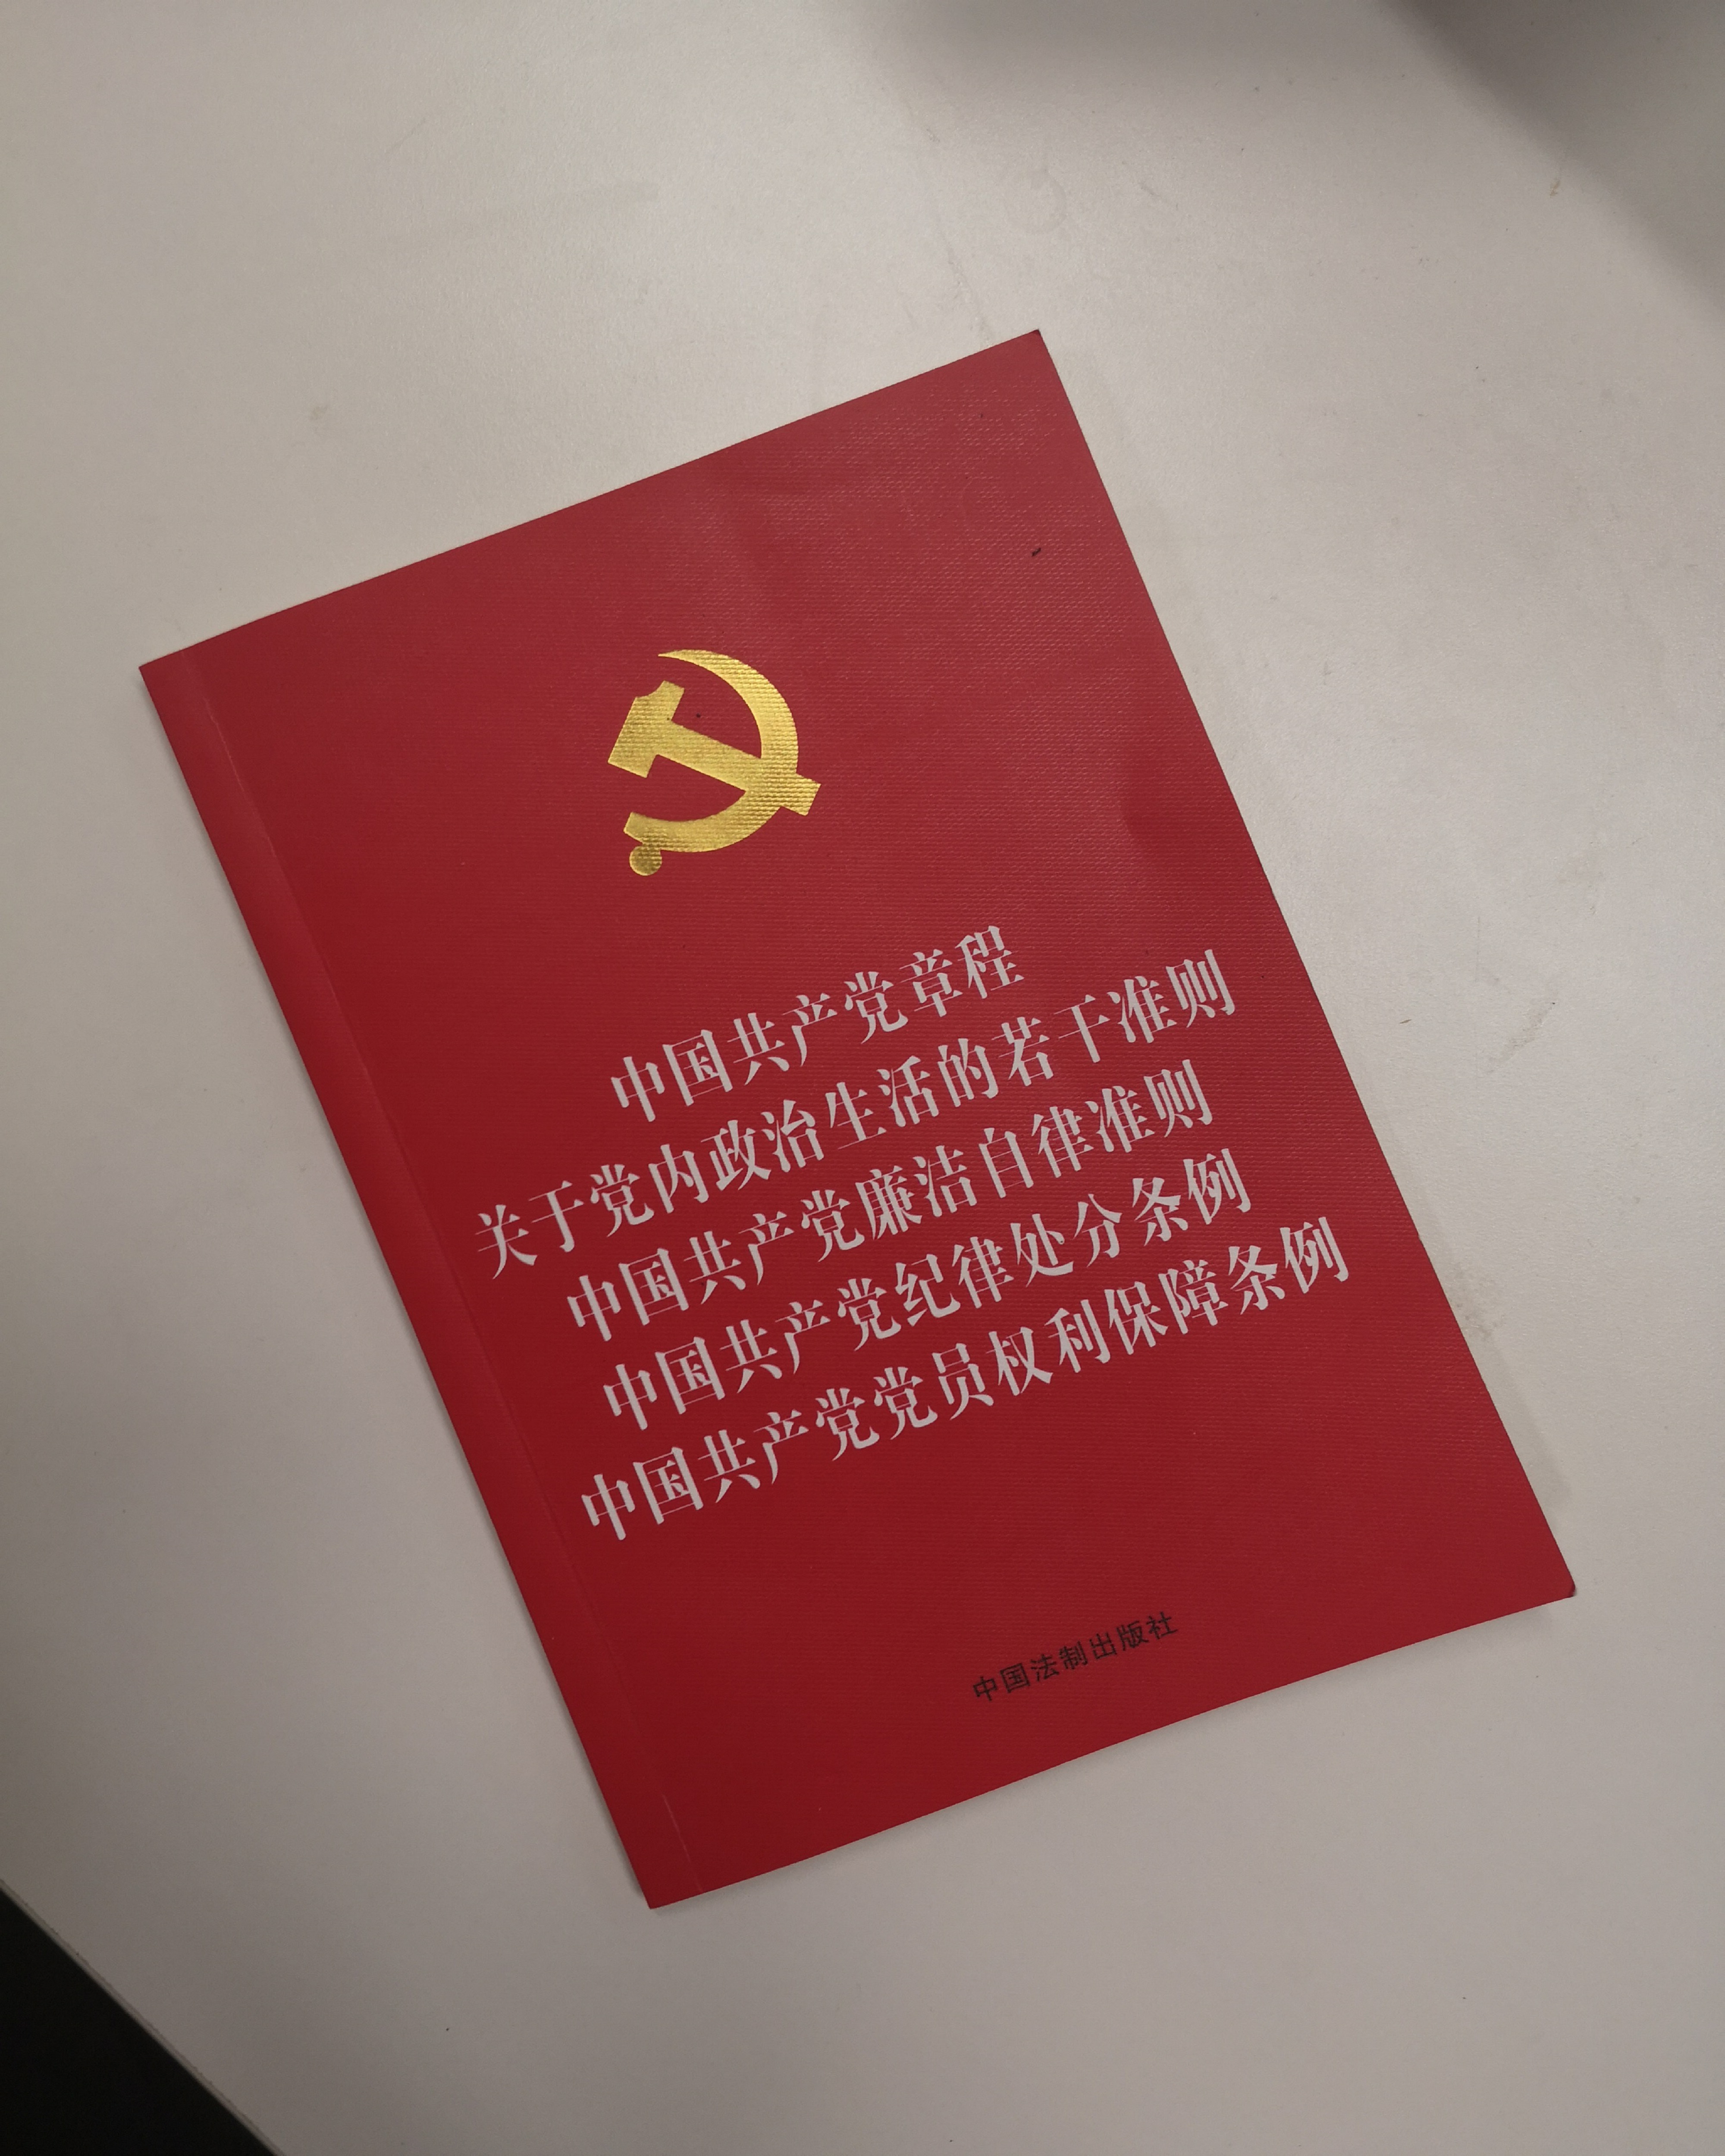 中国共产党章程
关于党内政治生活的若干准则
中国共产党廉洁自律准则
中国共产党纪律处分条例
中国共产党党员权利保障条例
中国法制出版社